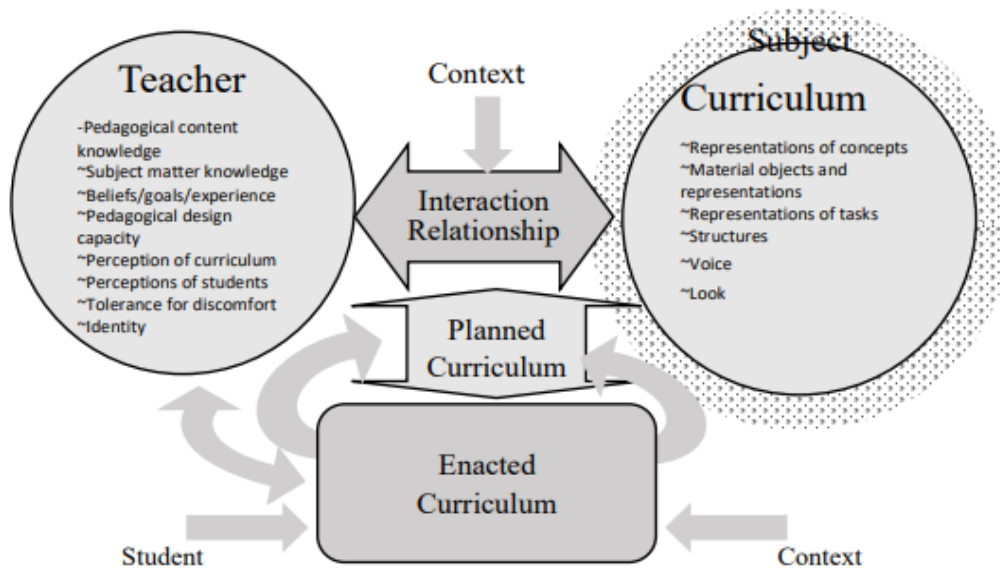 Teacher
-Pedagogical content
knowledge
~Subject matter knowledge
~Beliefs/goals/experience
~Pedagogical design
capacity
~Perception of curriculum
~Perceptions of students
~Tolerance for discomfort
~Identity
Context
Interaction
Relationship
Subject
Curriculum
~Representations of concepts
~Material objects and
representations
~Representations of tasks
~Structures
~Voice
~Look
Planned
Curriculum
Enacted
Curriculum
Student
Context